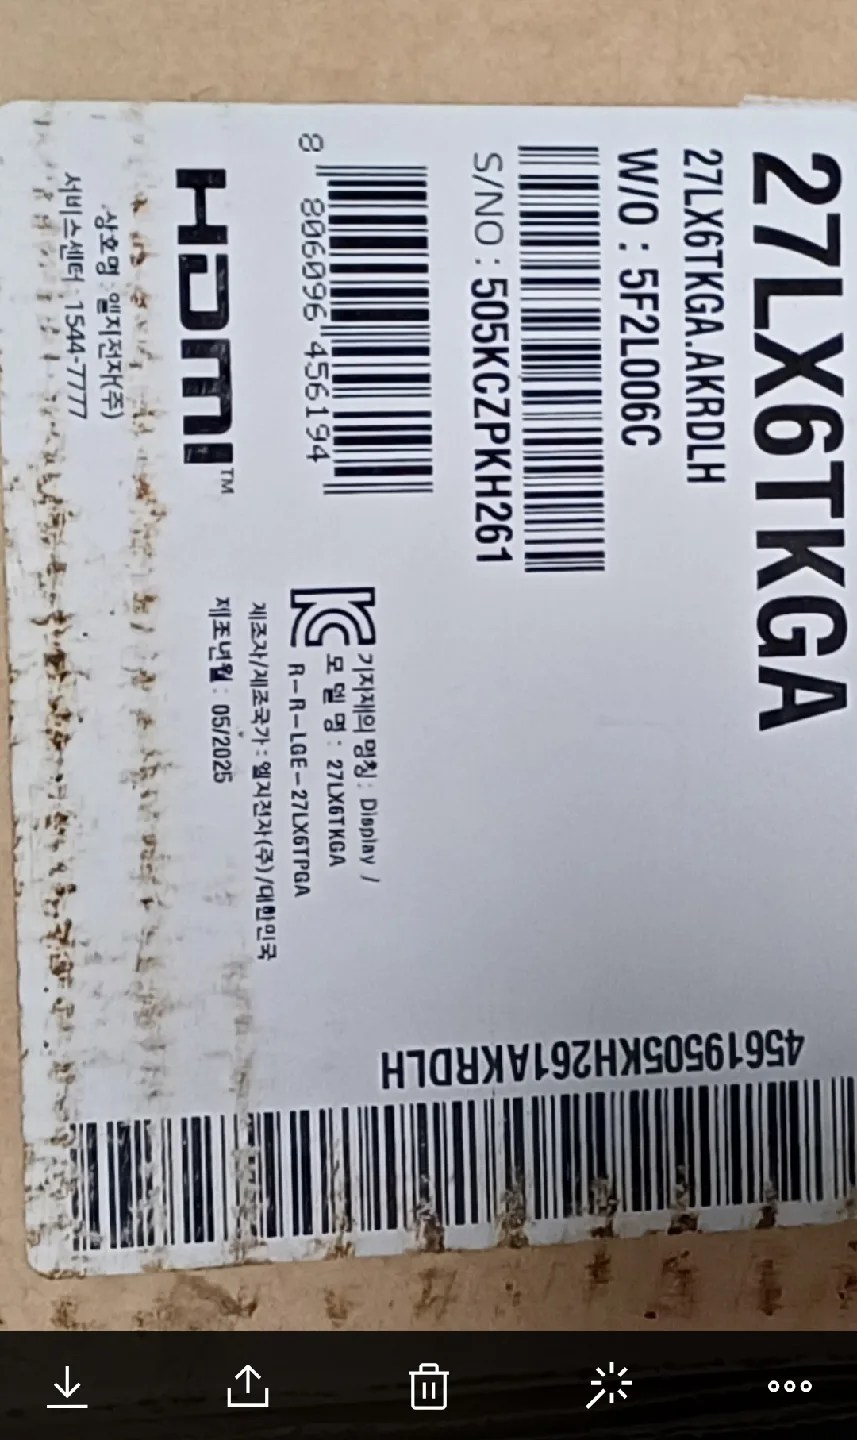 27LX6TKGA
27LX6TKGA.AKRDLH
W/O : 5F2L006C
S/NO : 505KCZPKH261
8 806096 456194
HDMI™
상호명 : 엘지전자(주)
서비스센터 : 1544-7777
기자재의 명칭 : Display /
모 델 명 : 27LX6TKGA
R-R-LGE-27LX6TPGA
제조자/제조국가 : 엘지전자(주)/대한민국
제조년월 : 05/2025
45619505KH261AKRDLH